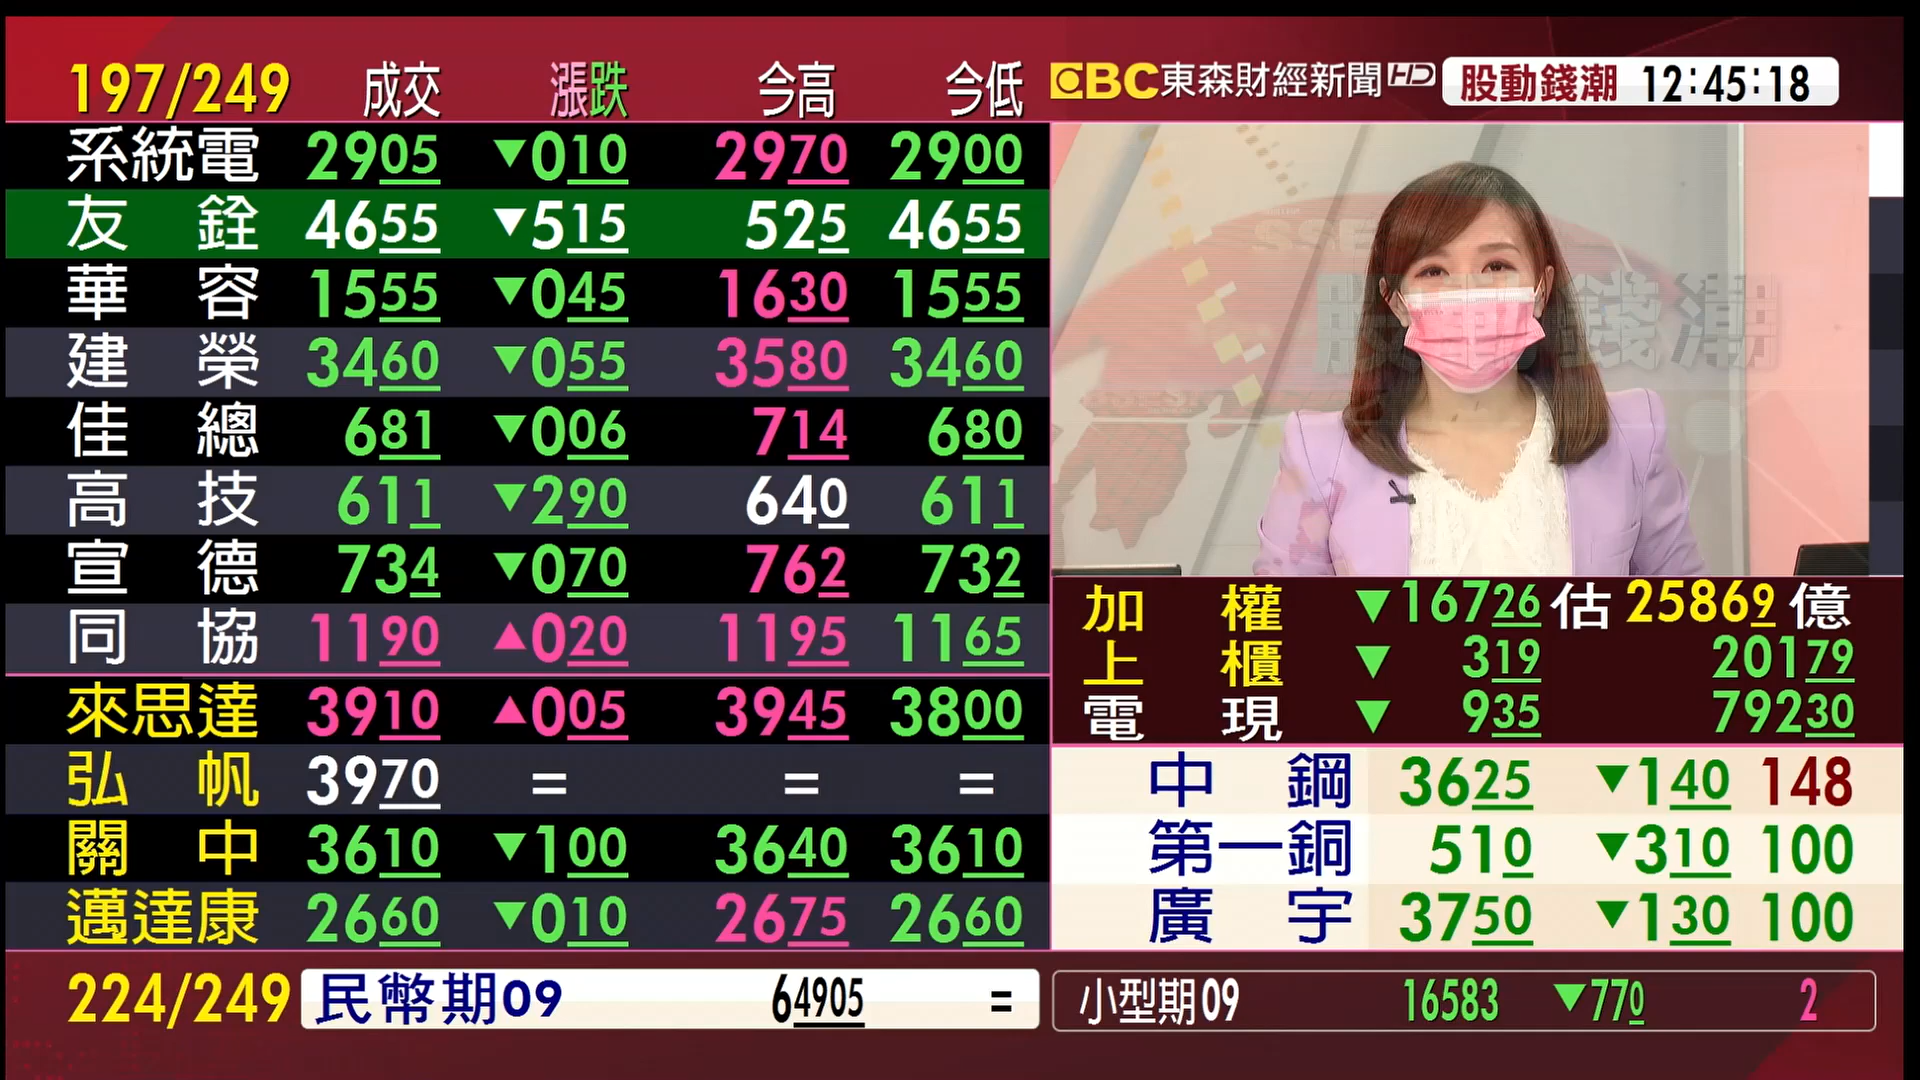 197/249 成交 漲跌 今高 今低
EBC東森財經新聞HD 股動錢潮 12:45:18
系統電 2905 ▼010 2970 2900
友銓 4655 ▼515 525 4655
華容 1555 ▼045 1630 1555
建榮 3460 ▼055 3580 3460
佳總 681 ▼006 714 680
高技 611 ▼290 640 611
宣德 734 ▼070 762 732
同協 1190 ▲020 1195 1165
來思達 3910 ▲005 3945 3800
弘帆 3970 = = =
關中 3610 ▼100 3640 3610
邁達康 2660 ▼010 2675 2660
224/249 民幣期09 64905 =
股動錢潮
加權 ▼16726 估 25869 億
上櫃 ▼319 20179
電現 ▼935 79230
中鋼 3625 ▼140 148
第一銅 510 ▼310 100
廣宇 3750 ▼130 100
小型期09 16583 ▼770 2